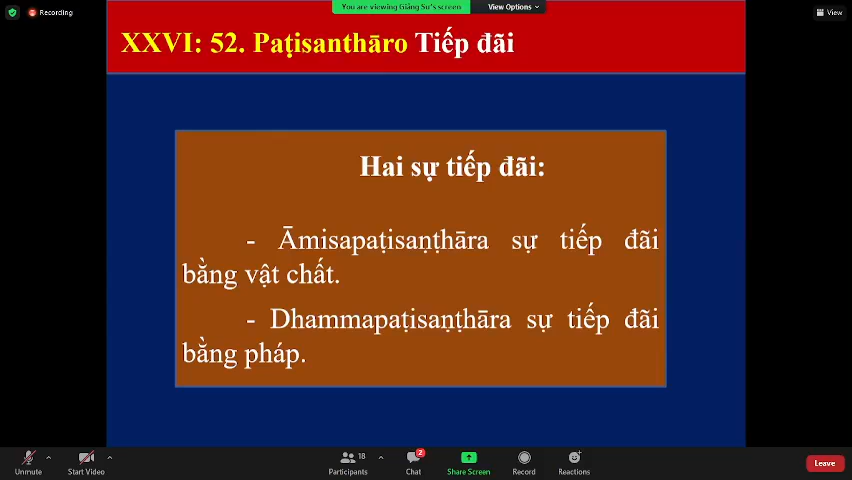 You are viewing Giảng Sư's screen
View Options
Recording
View
XXVI: 52. Paṭisanthāro Tiếp đãi
Hai sự tiếp đãi:
- Āmisapaṭisaṇṭhāra sự tiếp đãi
bằng vật chất.
- Dhammapaṭisaṇṭhāra sự tiếp đãi
bằng pháp.
Unmute
Start Video
18
Participants
2
Chat
Share Screen
Record
Reactions
Leave